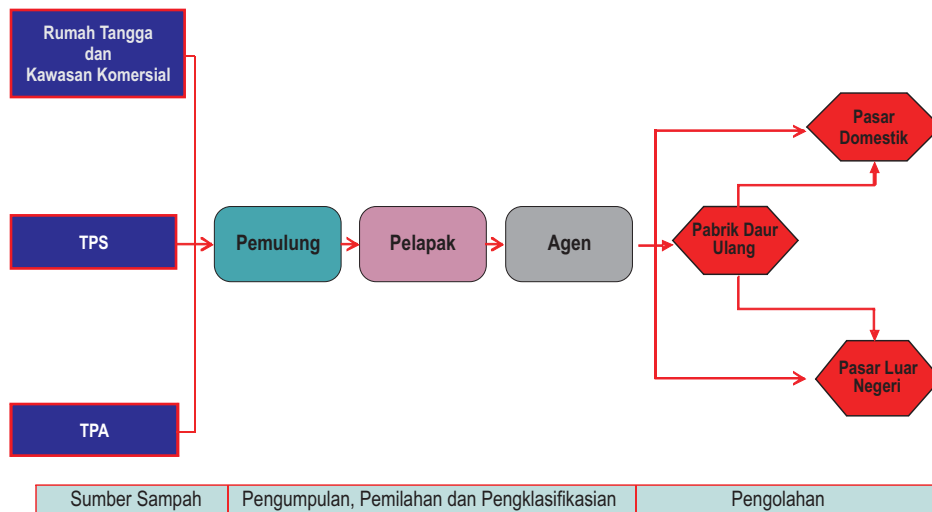 Rumah Tangga
dan
Kawasan Komersial
TPS
TPA
Pemulung
Pelapak
Agen
Pabrik Daur
Ulang
Pasar
Domestik
Pasar Luar
Negeri
Sumber Sampah
Pengumpulan, Pemilahan dan Pengklasifikasian
Pengolahan